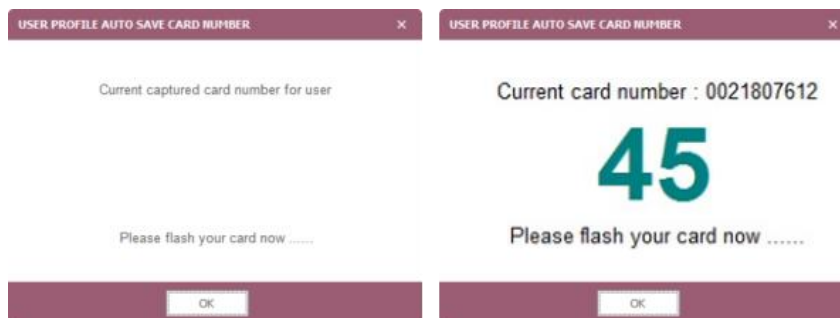 USER PROFILE AUTO SAVE CARD NUMBER ×
Current captured card number for user
Please flash your card now ......
OK
USER PROFILE AUTO SAVE CARD NUMBER ×
Current card number : 0021807612
45
Please flash your card now ......
OK